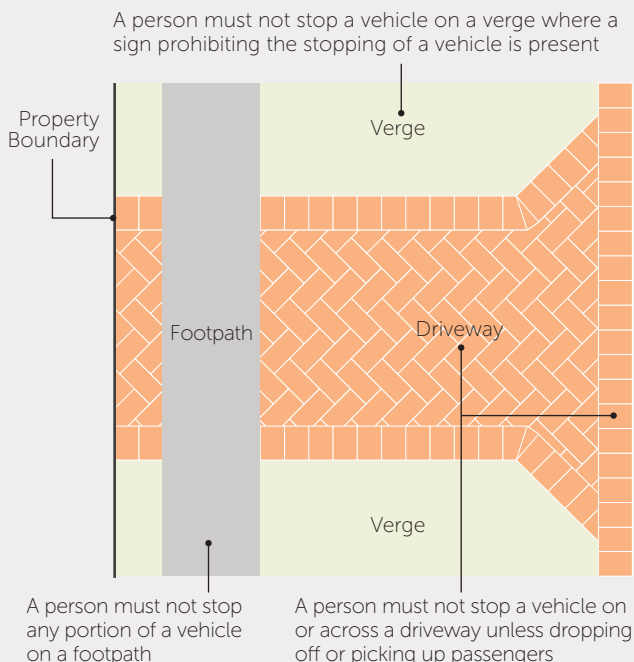 A person must not stop a vehicle on a verge where a
sign prohibiting the stopping of a vehicle is present
Property
Boundary
Verge
Footpath
Driveway
Verge
A person must not stop
any portion of a vehicle
on a footpath
A person must not stop a vehicle on
or across a driveway unless dropping
off or picking up passengers